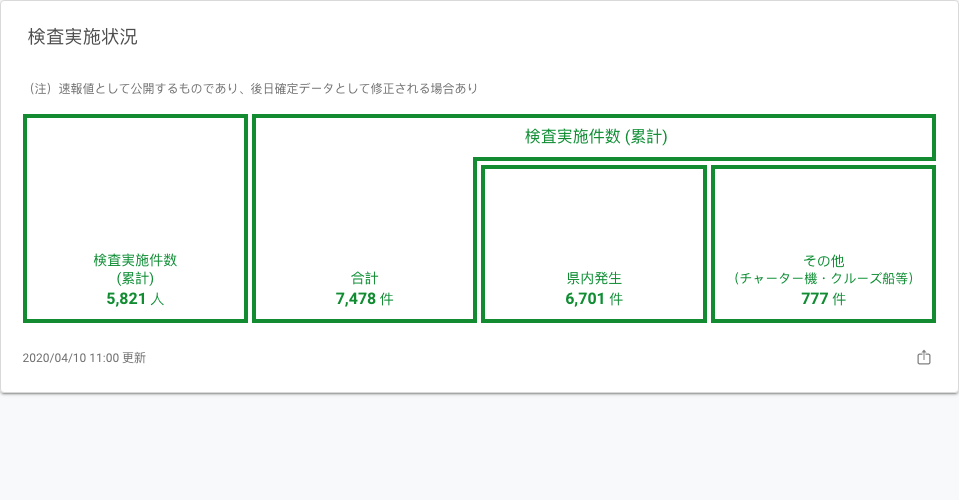 検査実施状況
（注）速報値として公開するものであり、後日確定データとして修正される場合あり
検査実施件数
(累計)
5,821 人
検査実施件数 (累計)
合計
7,478 件
県内発生
6,701 件
その他
（チャーター機・クルーズ船等）
777 件
2020/04/10 11:00 更新